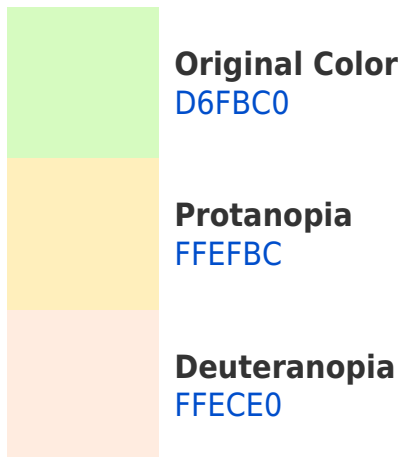 Original Color
D6FBC0
Protanopia
FFEFBC
Deuteranopia
FFECE0